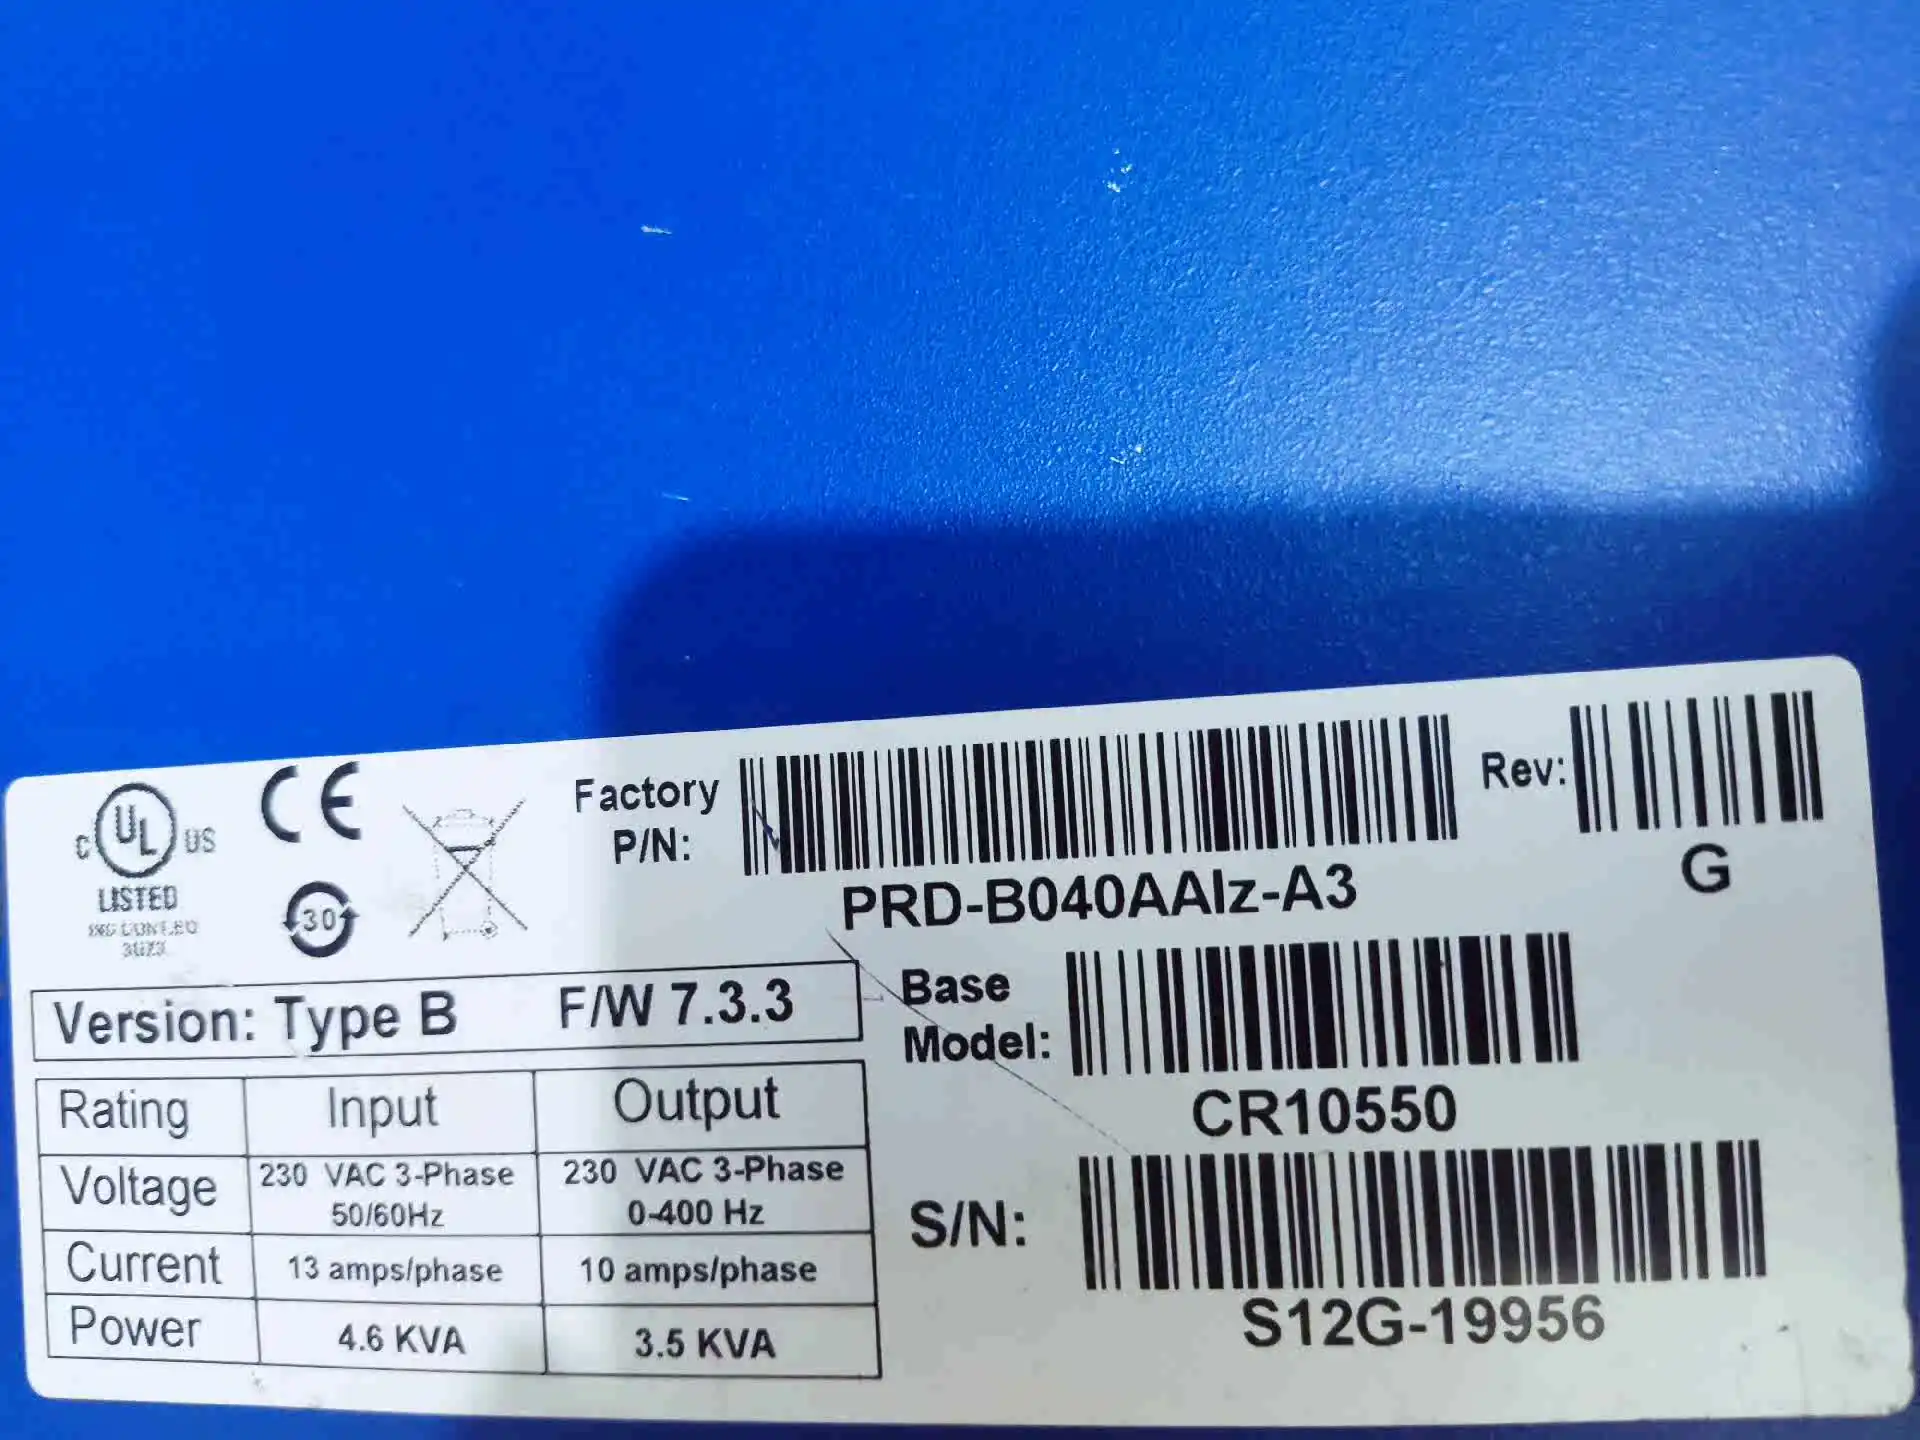 C UL US
LISTED
CE
30
Factory
P/N:
PRD-B040AAIz-A3
Rev:
G
Version: Type B F/W 7.3.3
Base
Model:
CR10550
Rating Input Output
Voltage 230 VAC 3-Phase 50/60Hz 230 VAC 3-Phase 0-400 Hz
Current 13 amps/phase 10 amps/phase
Power 4.6 KVA 3.5 KVA
S/N:
S12G-19956